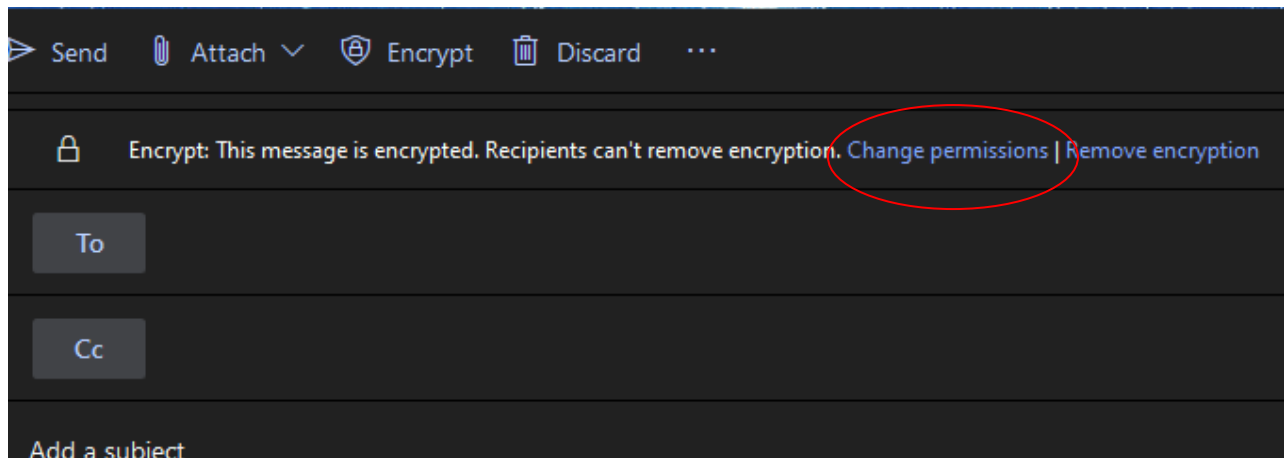 Send Attach Encrypt Discard ...
Encrypt: This message is encrypted. Recipients can't remove encryption. Change permissions | Remove encryption
To
Cc
Add a subject